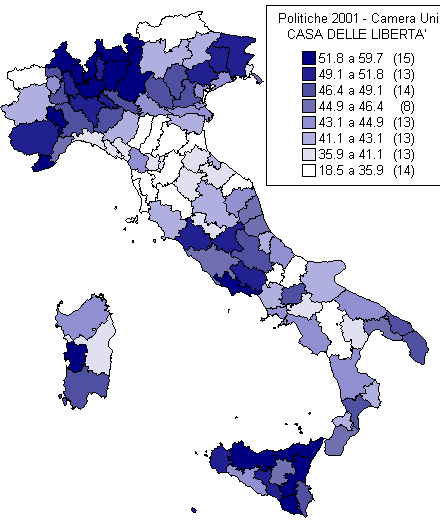 Politiche 2001 - Camera Uni
CASA DELLE LIBERTA'
51.8 a 59.7 (15)
49.1 a 51.8 (13)
46.4 a 49.1 (14)
44.9 a 46.4 (8)
43.1 a 44.9 (13)
41.1 a 43.1 (13)
35.9 a 41.1 (13)
18.5 a 35.9 (14)